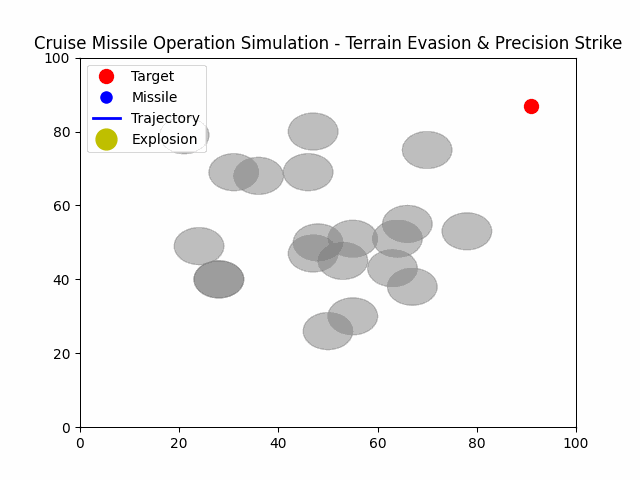 Cruise Missile Operation Simulation - Terrain Evasion & Precision Strike
100
Target
Missile
Trajectory
Explosion
80
60
40
20
0
0 20 40 60 80 100